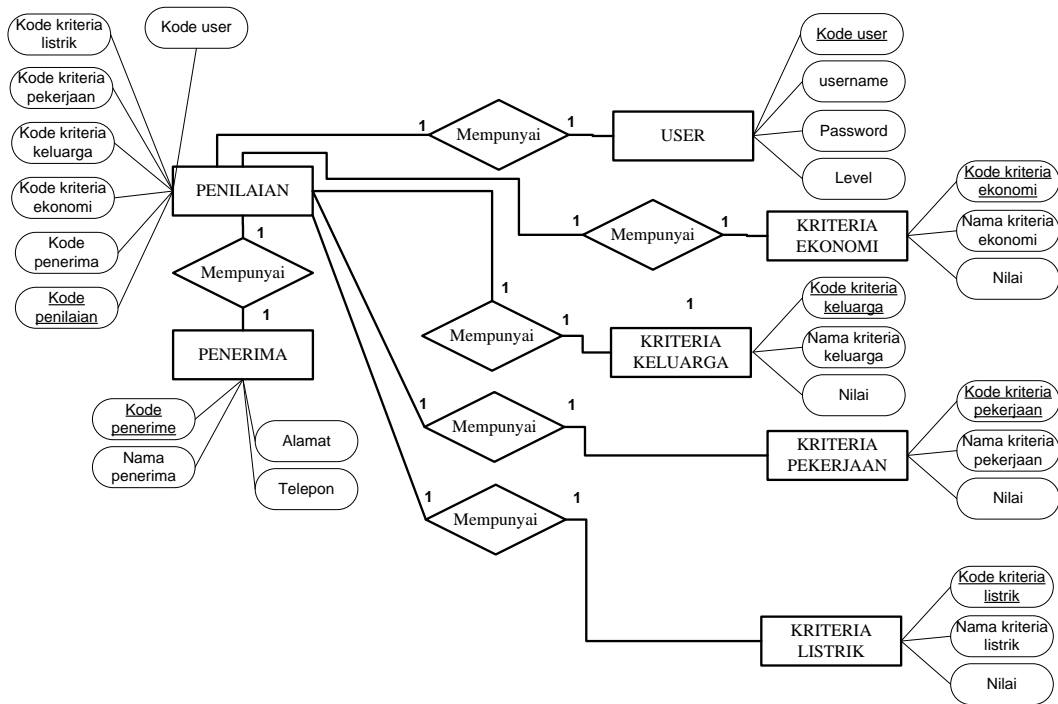 Kode kriteria
listrik
Kode user
Kode kriteria
pekerjaan
Kode kriteria
keluarga
Kode kriteria
ekonomi
Kode
penerima
Kode
penilaian
PENILAIAN
1
Mempunyai
1
PENERIMA
Kode
penerime
Nama
penerima
Alamat
Telepon
1
Mempunyai
1
USER
Kode user
username
Password
Level
1
Mempunyai
1
KRITERIA
EKONOMI
Kode kriteria
ekonomi
Nama kriteria
ekonomi
Nilai
1
Mempunyai
1
1
KRITERIA
KELUARGA
Kode kriteria
keluarga
Nama kriteria
keluarga
Nilai
1
Mempunyai
1
KRITERIA
PEKERJAAN
Kode kriteria
pekerjaan
Nama kriteria
pekerjaan
Nilai
1
Mempunyai
1
KRITERIA
LISTRIK
Kode kriteria
listrik
Nama kriteria
listrik
Nilai